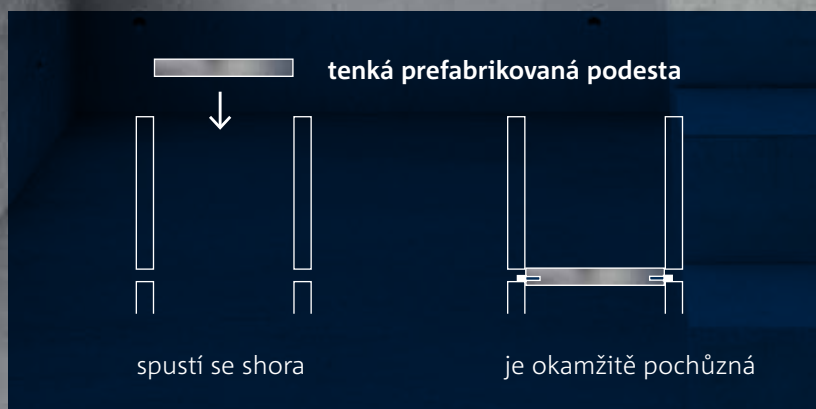 tenká prefabrikovaná podesta
spustí se shora
je okamžitě pochůzná